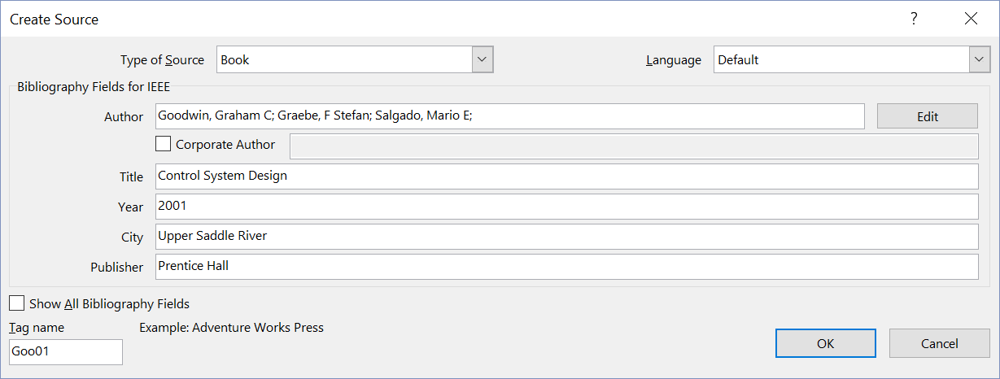 Create Source ?
Type of Source Book Language Default
Bibliography Fields for IEEE
Author Goodwin, Graham C; Graebe, F Stefan; Salgado, Mario E; Edit
Corporate Author
Title Control System Design
Year 2001
City Upper Saddle River
Publisher Prentice Hall
Show All Bibliography Fields
Tag name Example: Adventure Works Press
Goo01 OK Cancel